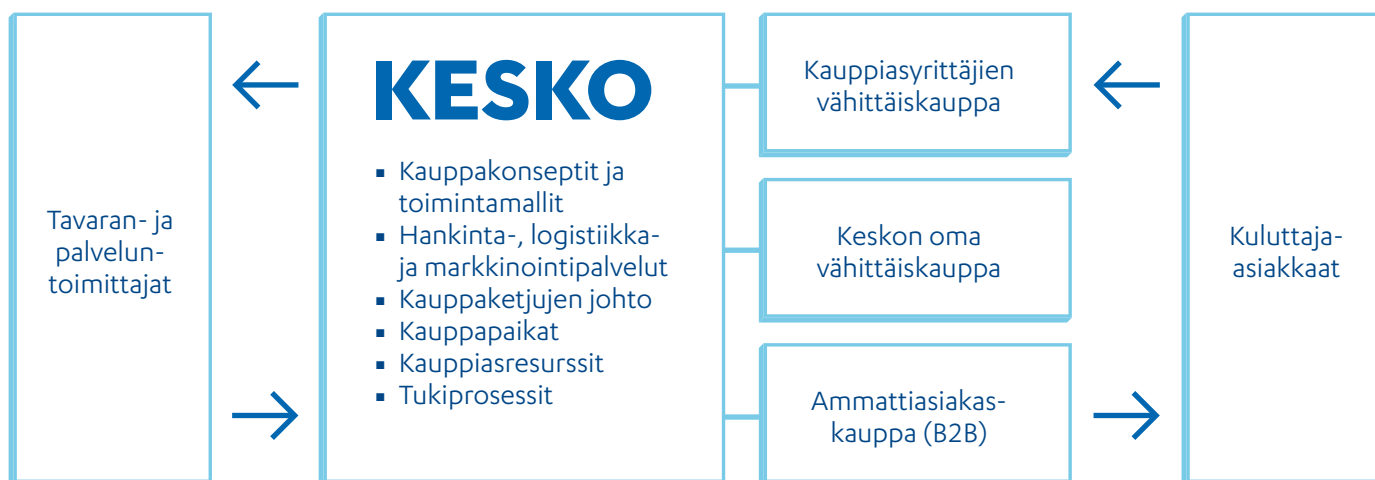 Tavaran- ja
palvelun-
toimittajat
KESKO
▪ Kauppakonseptit ja
toimintamallit
▪ Hankinta-, logistiikka-
ja markkinointipalvelut
▪ Kauppaketjujen johto
▪ Kauppapaikat
▪ Kauppiasresurssit
▪ Tukiprosessit
Kauppiasyrittäjien
vähittäiskauppa
Keskon oma
vähittäiskauppa
Ammattiasiakas-
kauppa (B2B)
Kuluttaja-
asiakkaat